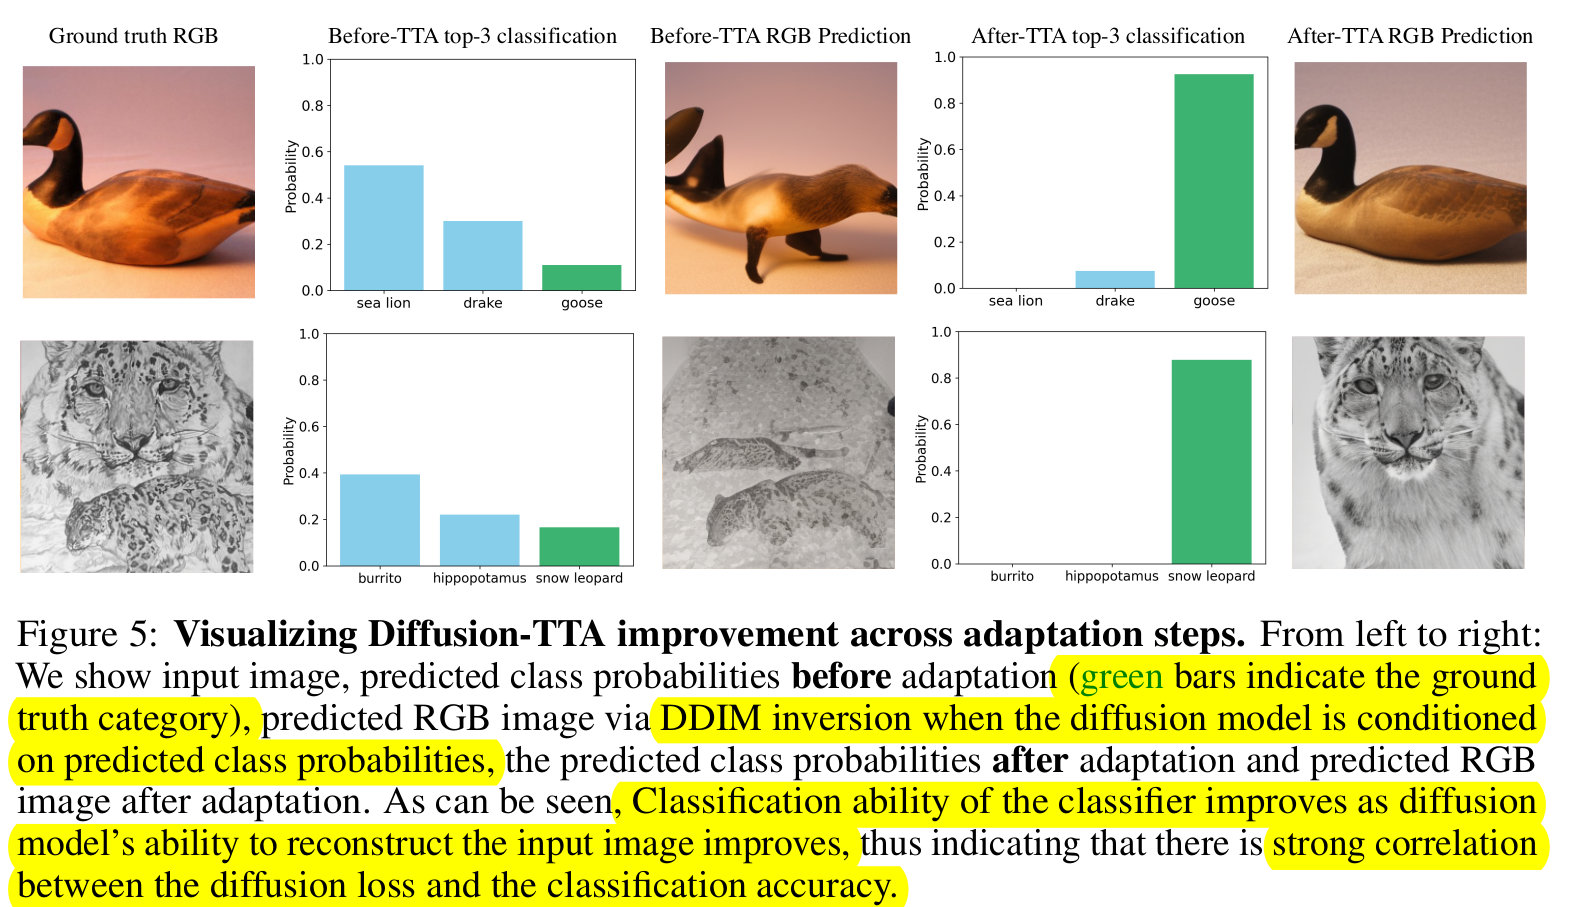 Ground truth RGB
Before-TTA top-3 classification
Before-TTA RGB Prediction
After-TTA top-3 classification
After-TTA RGB Prediction
Probability
1.0
0.8
0.6
0.4
0.2
0.0
sea lion
drake
goose
Probability
1.0
0.8
0.6
0.4
0.2
0.0
sea lion
drake
goose
Probability
1.0
0.8
0.6
0.4
0.2
0.0
burrito
hippopotamus
snow leopard
Probability
1.0
0.8
0.6
0.4
0.2
0.0
burrito
hippopotamus
snow leopard
Figure 5: Visualizing Diffusion-TTA improvement across adaptation steps. From left to right:
We show input image, predicted class probabilities before adaptation (green bars indicate the ground
truth category), predicted RGB image via DDIM inversion when the diffusion model is conditioned
on predicted class probabilities, the predicted class probabilities after adaptation and predicted RGB
image after adaptation. As can be seen, Classification ability of the classifier improves as diffusion
model's ability to reconstruct the input image improves, thus indicating that there is strong correlation
between the diffusion loss and the classification accuracy.